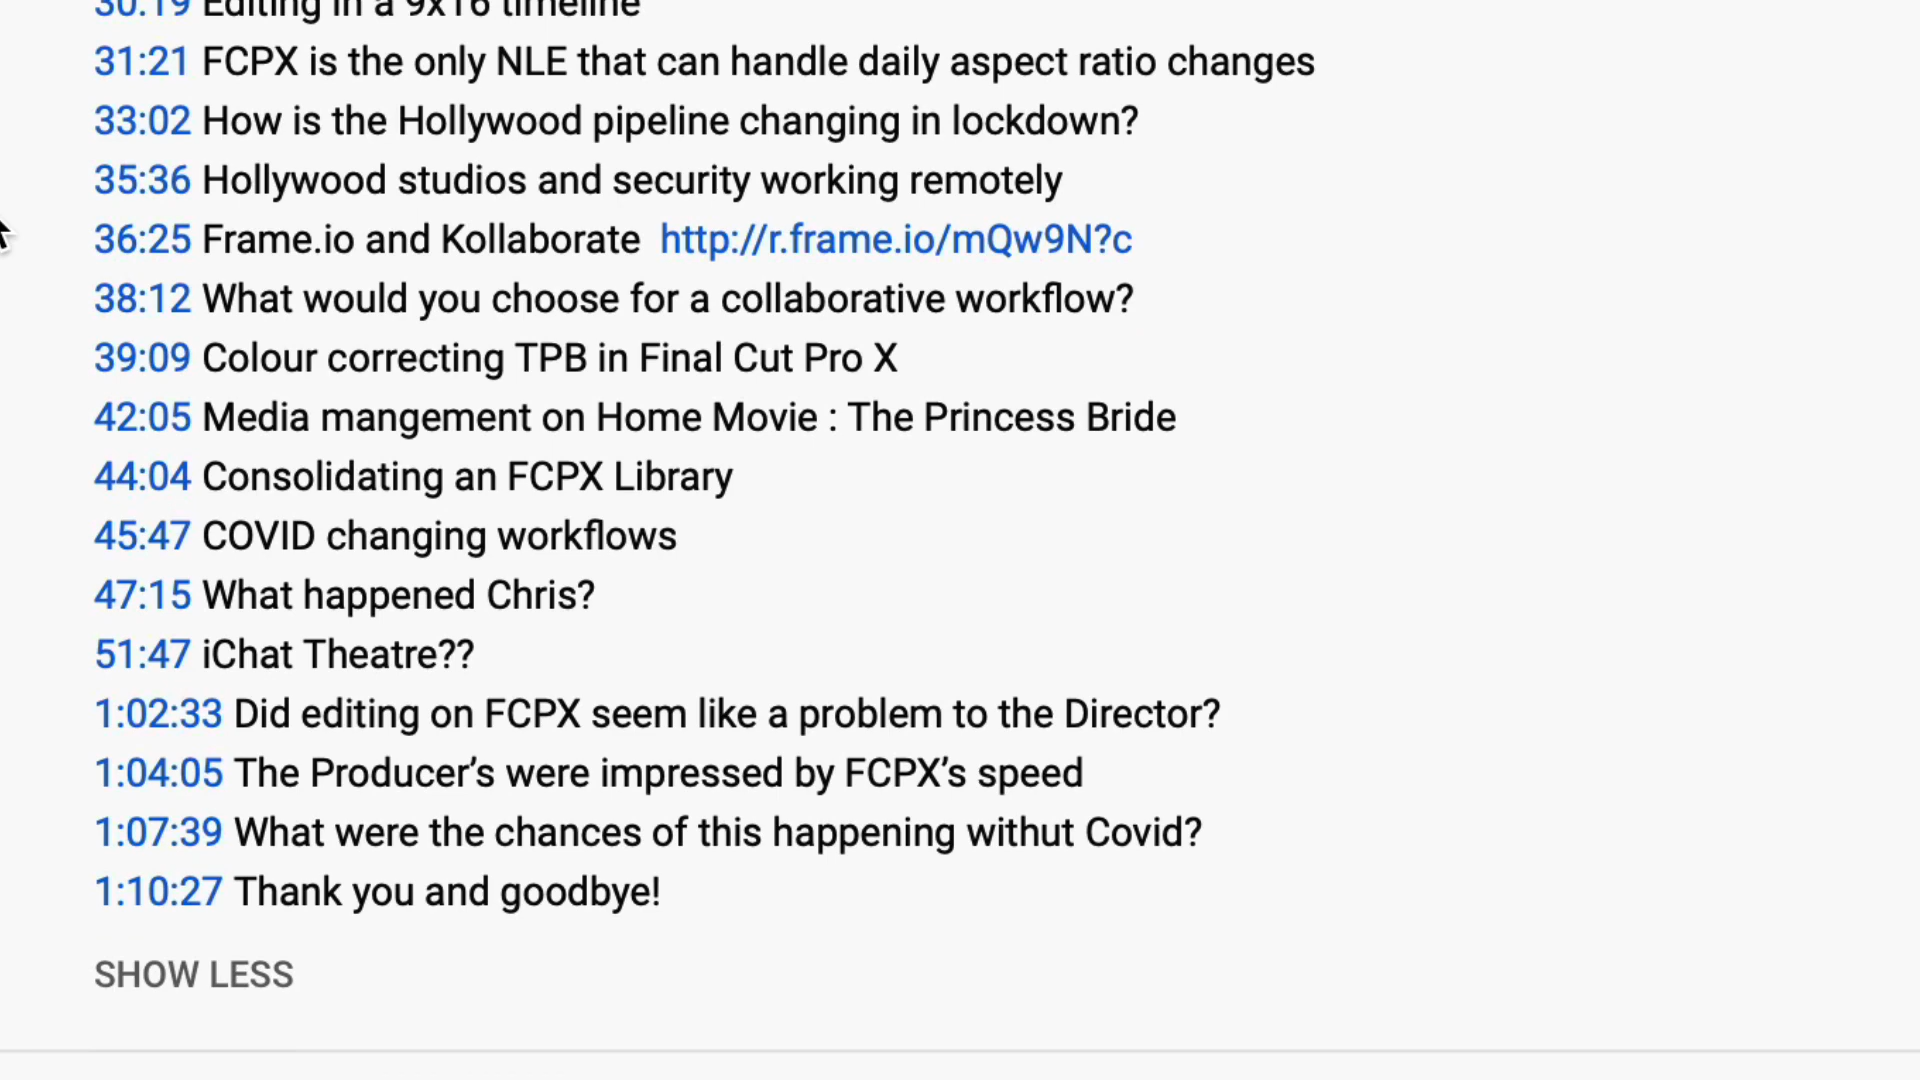 30:19 Editing in a 9x16 timeline
31:21 FCPX is the only NLE that can handle daily aspect ratio changes
33:02 How is the Hollywood pipeline changing in lockdown?
35:36 Hollywood studios and security working remotely
36:25 Frame.io and Kollaborate http://r.frame.io/mQw9N?c
38:12 What would you choose for a collaborative workflow?
39:09 Colour correcting TPB in Final Cut Pro X
42:05 Media mangement on Home Movie : The Princess Bride
44:04 Consolidating an FCPX Library
45:47 COVID changing workflows
47:15 What happened Chris?
51:47 iChat Theatre??
1:02:33 Did editing on FCPX seem like a problem to the Director?
1:04:05 The Producer’s were impressed by FCPX’s speed
1:07:39 What were the chances of this happening withut Covid?
1:10:27 Thank you and goodbye!
SHOW LESS